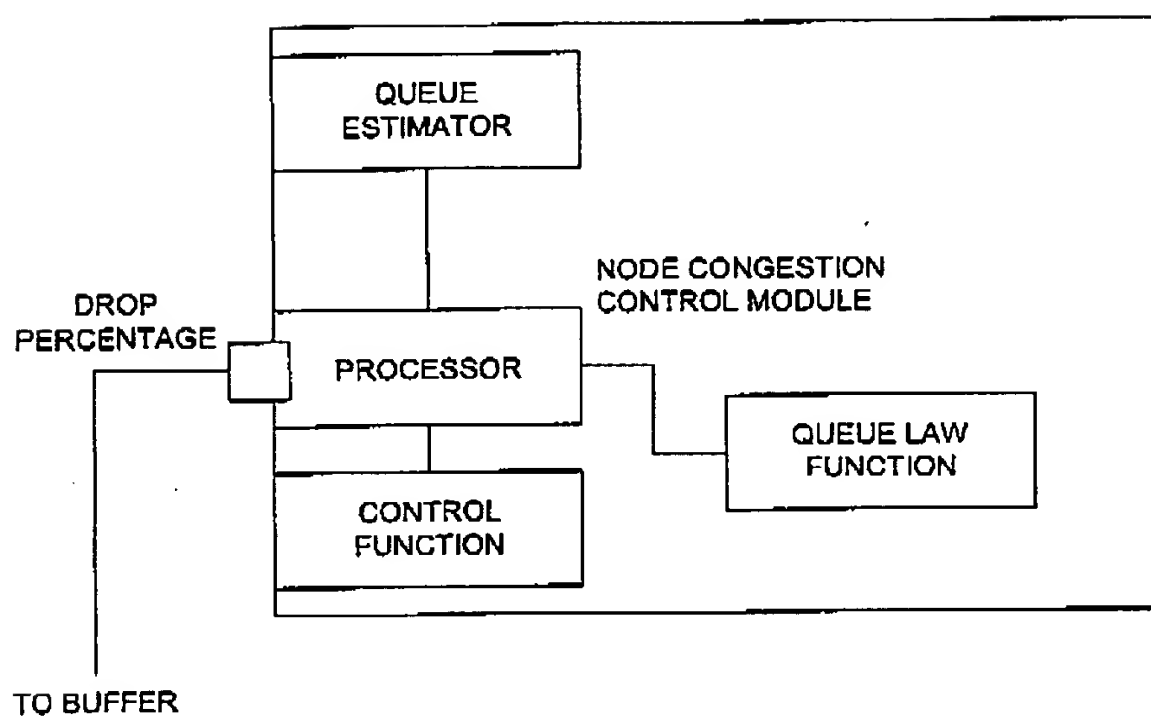 QUEUE
ESTIMATOR
NODE CONGESTION
CONTROL MODULE
DROP
PERCENTAGE
PROCESSOR
QUEUE LAW
FUNCTION
CONTROL
FUNCTION
TO BUFFER